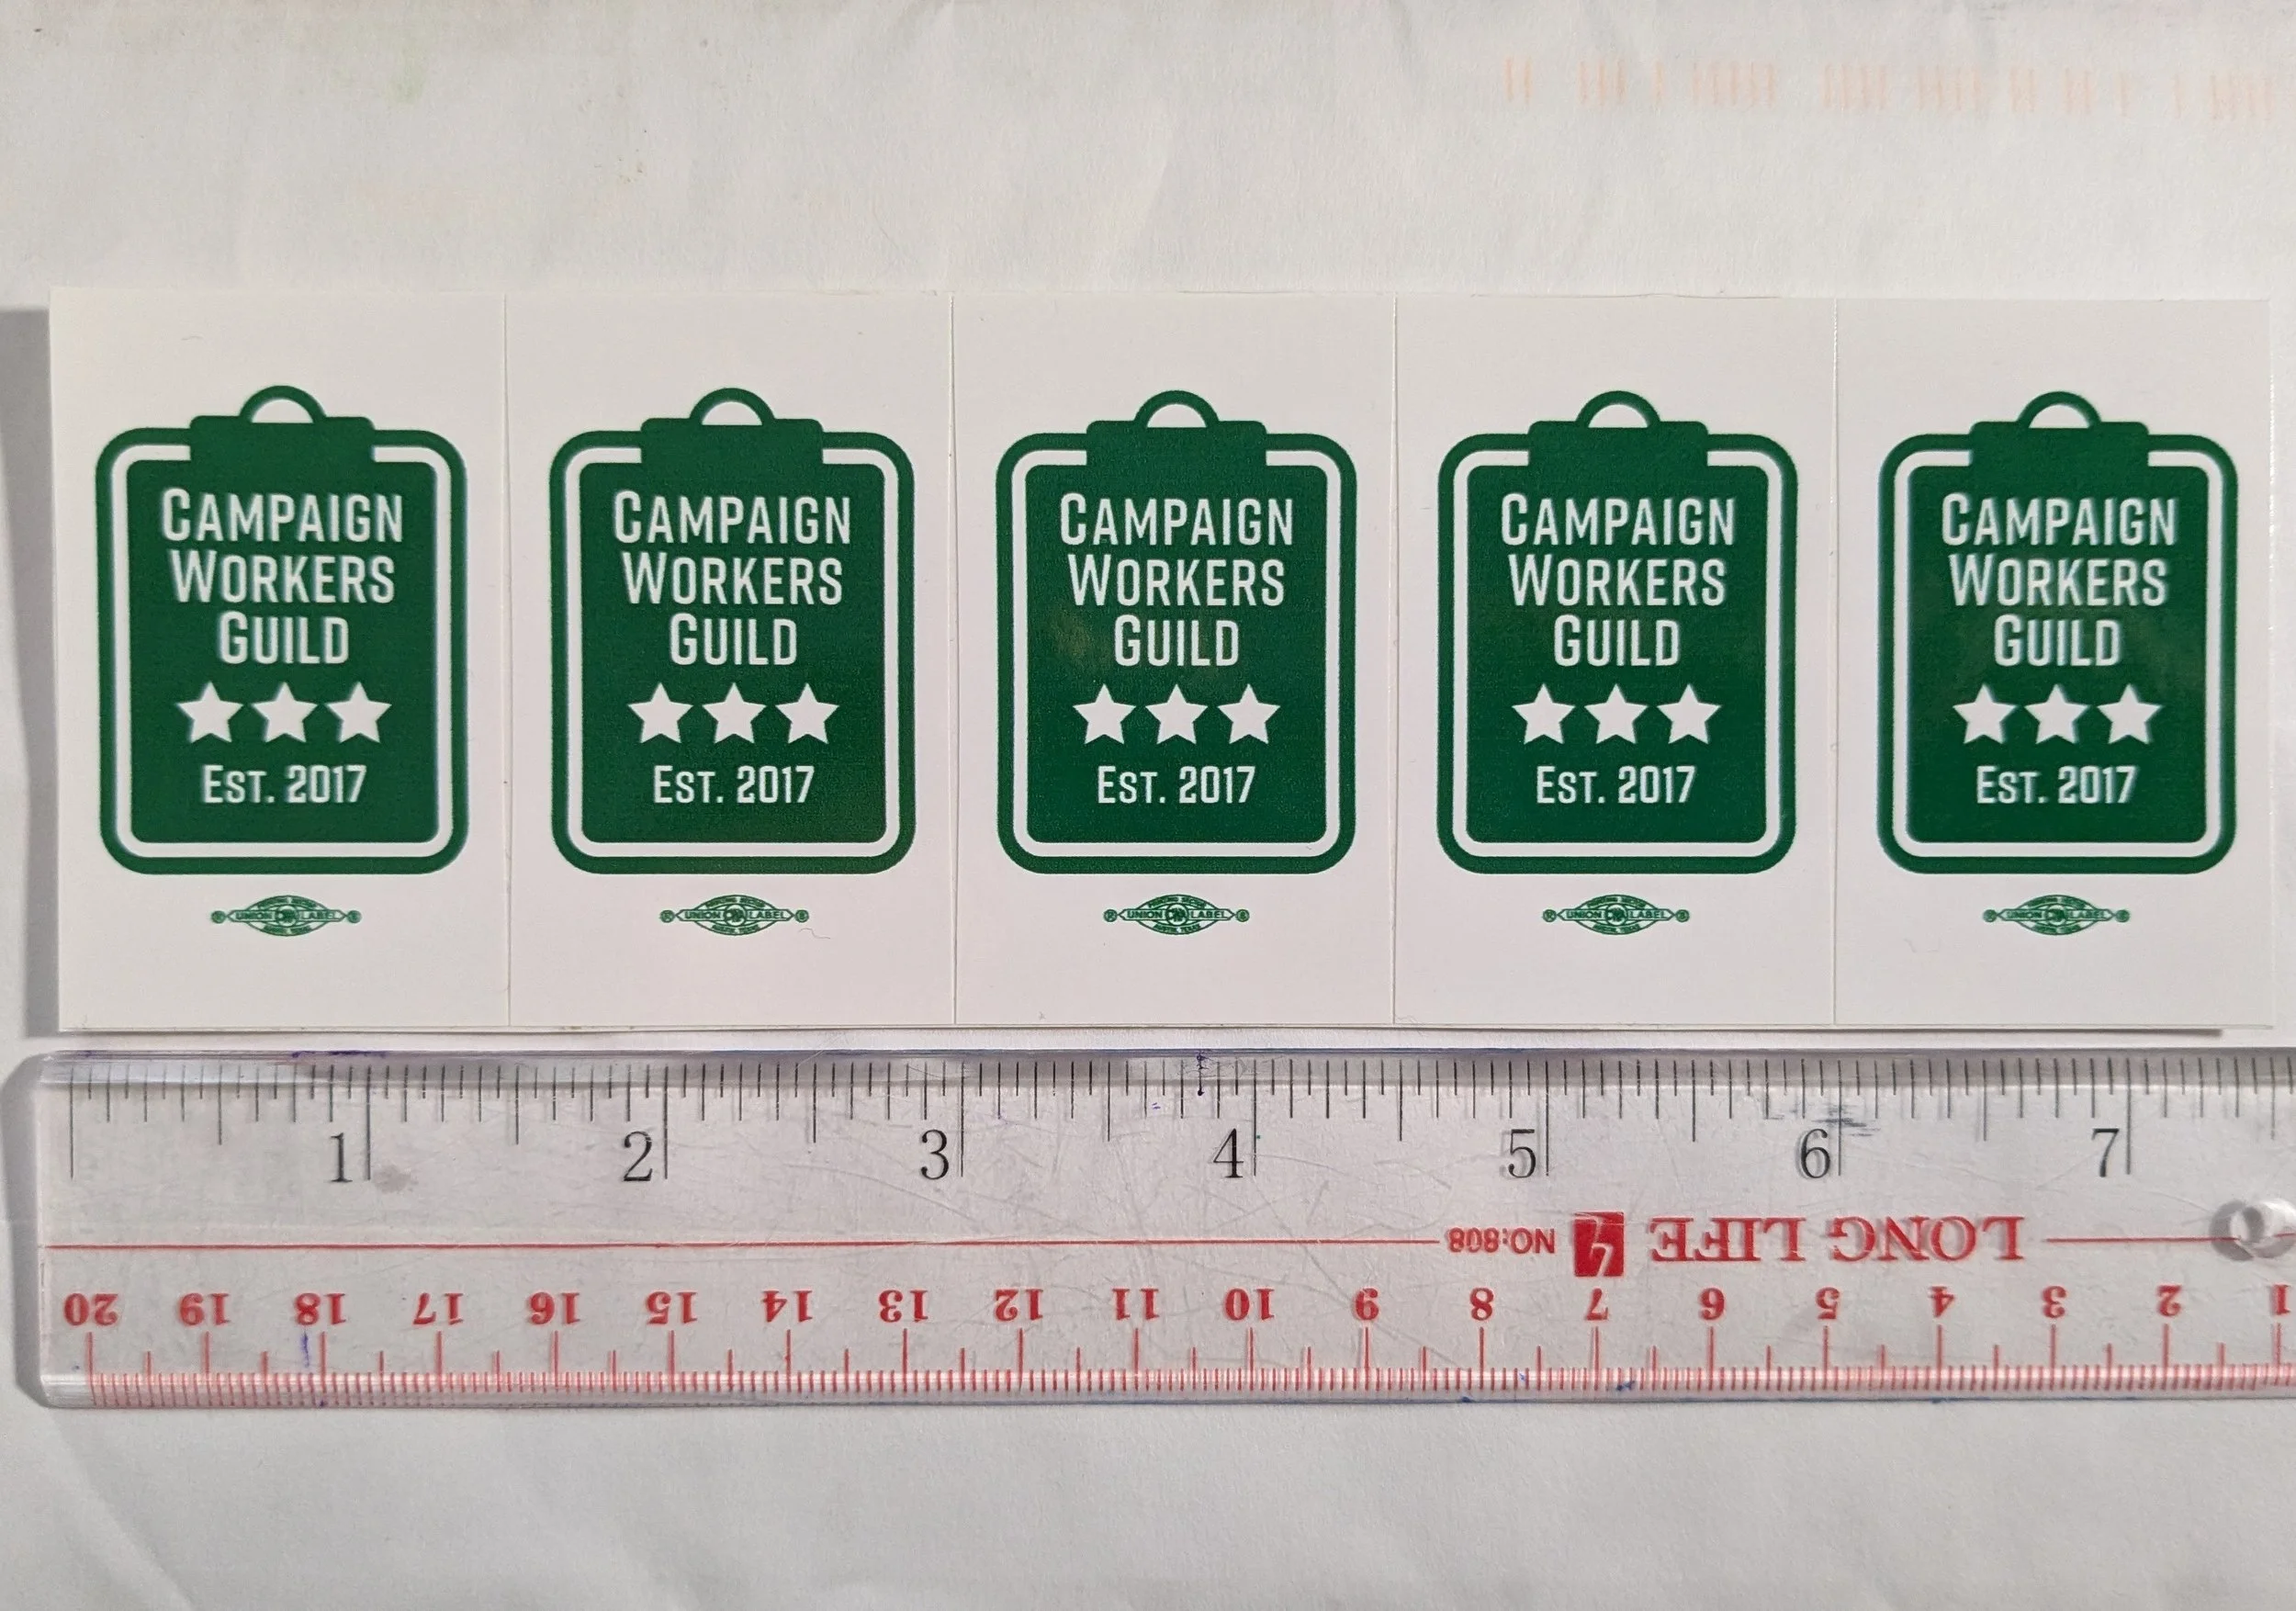 CAMPAIGN
WORKERS
GUILD
EST. 2017
UNION LABEL
CAMPAIGN
WORKERS
GUILD
EST. 2017
UNION LABEL
CAMPAIGN
WORKERS
GUILD
EST. 2017
UNION LABEL
CAMPAIGN
WORKERS
GUILD
EST. 2017
UNION LABEL
CAMPAIGN
WORKERS
GUILD
EST. 2017
UNION LABEL
1 2 3 4 5 6 7
LONG LIFE NO:808
1 2 3 4 5 6 7 8 9 10 11 12 13 14 15 16 17 18 19 20